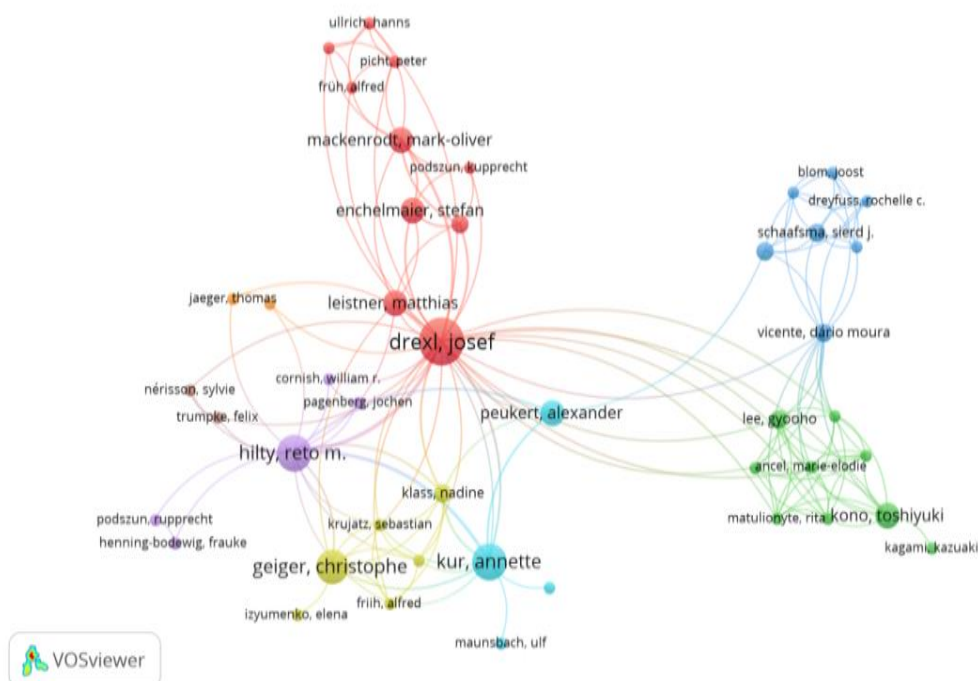 ullrich, hanns
picht, peter
früh, alfred
mackenrodt, mark-oliver
podszun, kupprecht
enchelmaier, stefan
blom, joost
dreyfuss, rochelle c.
schaafsma, sierd j.
jaeger, thomas
leistner, matthias
drexl, josef
vicente, dário moura
cornish, william r.
nérisson, sylvie
pagenberg, jochen
trumpke, felix
peukert, alexander
lee, gyooho
hilty, reto m.
ancel, marie-elodie
klass, nadine
podszun, rupprecht
krujatz, sebastian
matulionyte, rita
kono, toshiyuki
henning-bodewig, frauke
kagami, kazuaki
geiger, christophe
kur, annette
friih, alfred
izyumenko, elena
maunsbach, ulf
VOSviewer